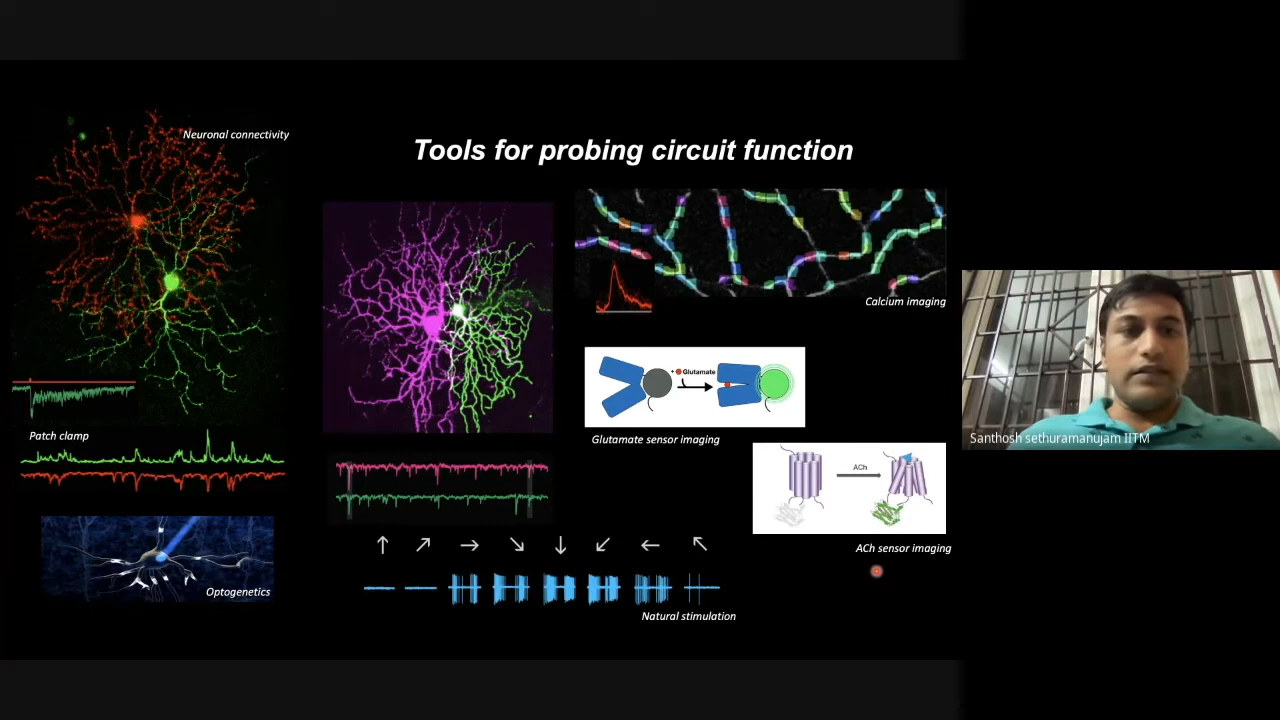 Neuronal connectivity
Tools for probing circuit function
Calcium imaging
+ Glutamate
Glutamate sensor imaging
Patch clamp
ACh
ACh sensor imaging
Optogenetics
Natural stimulation
Santhosh sethuramanujam IITM